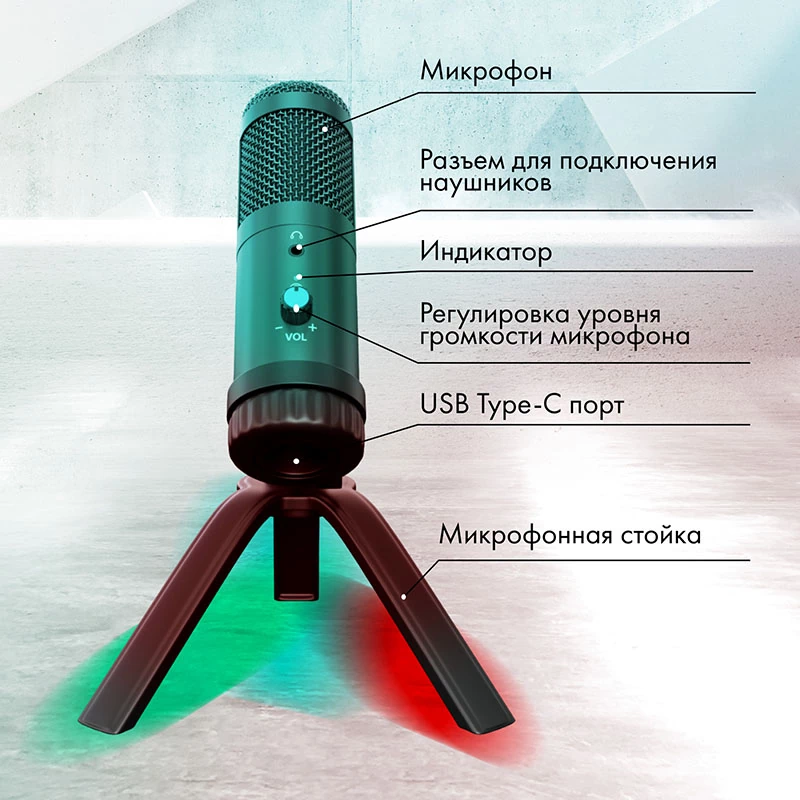 Микрофон
Разъем для подключения
наушников
Индикатор
Регулировка уровня
громкости микрофона
- +
VOL
USB Type-C порт
Микрофонная стойка